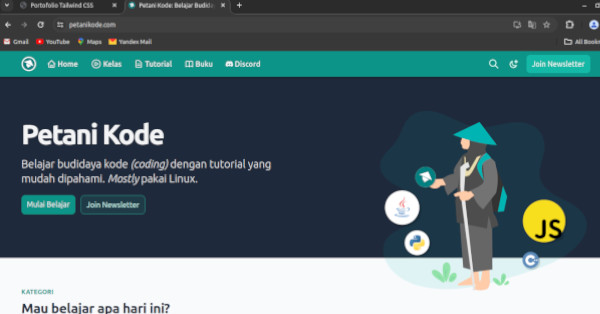 Portofolio Tailwind CSS
Petani Kode: Belajar Budida
petanikode.com
Gmail
YouTube
Maps
Yandex Mail
All Bookm
Home
Kelas
Tutorial
Buku
Discord
Join Newsletter
Petani Kode
Belajar budidaya kode (coding) dengan tutorial yang
mudah dipahami. Mostly pakai Linux.
Mulai Belajar
Join Newsletter
JS
C
KATEGORI
Mau belajar apa hari ini?